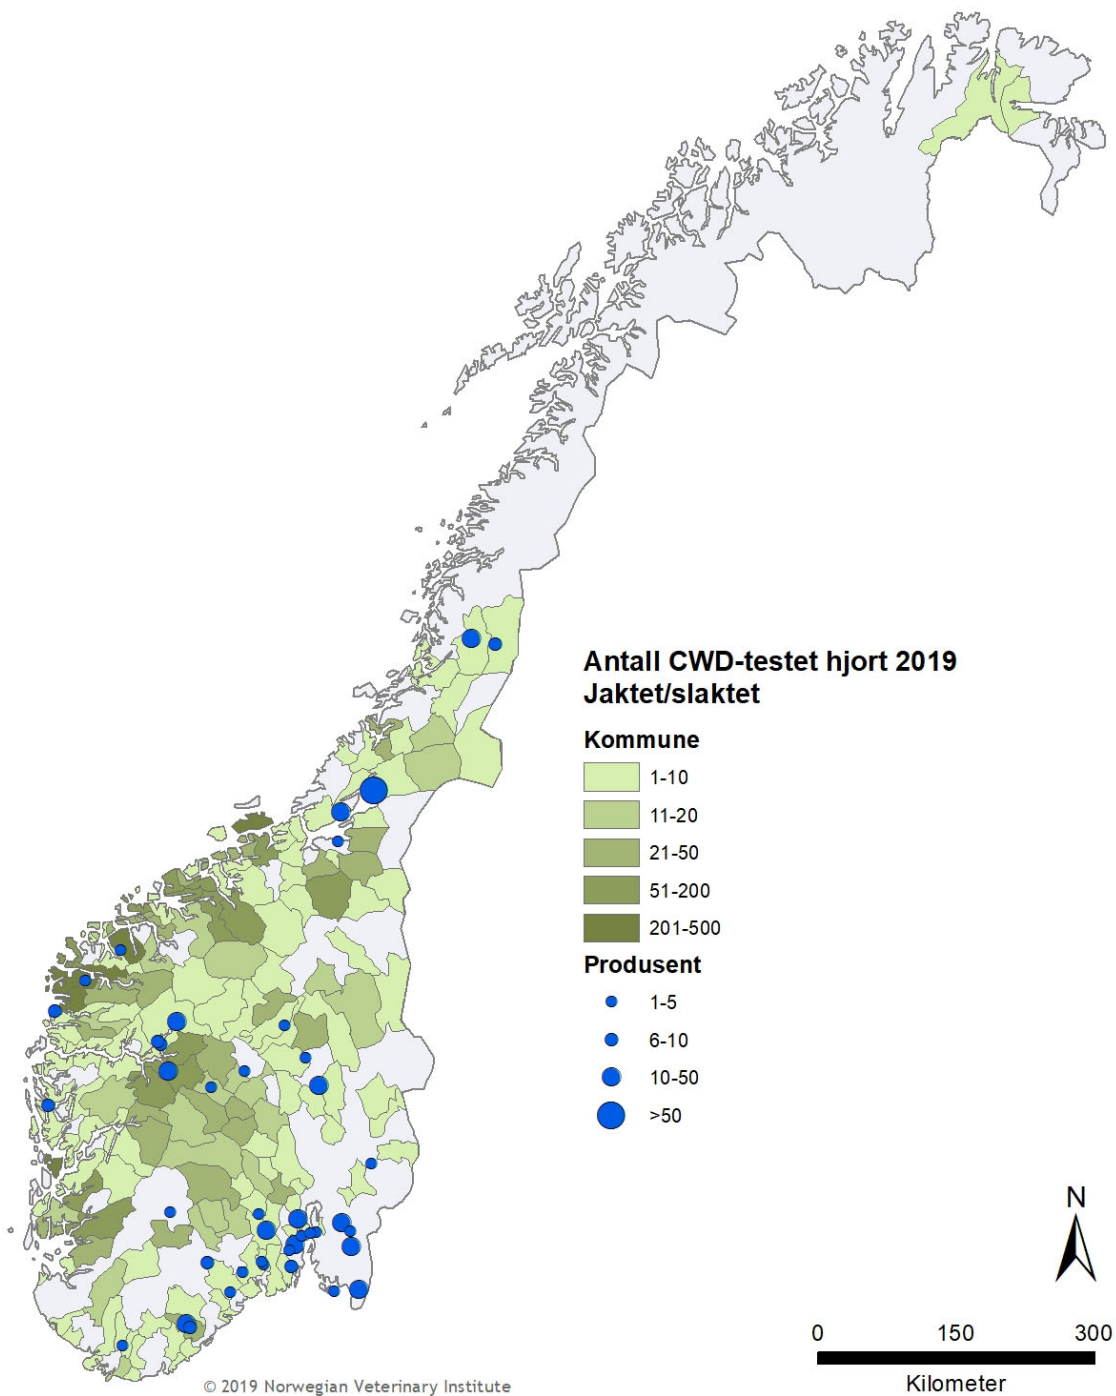 Antall CWD-testet hjort 2019
Jaktet/slaktet
Kommune
1-10
11-20
21-50
51-200
201-500
Produsent
1-5
6-10
10-50
>50
N
0 150 300
Kilometer
© 2019 Norwegian Veterinary Institute